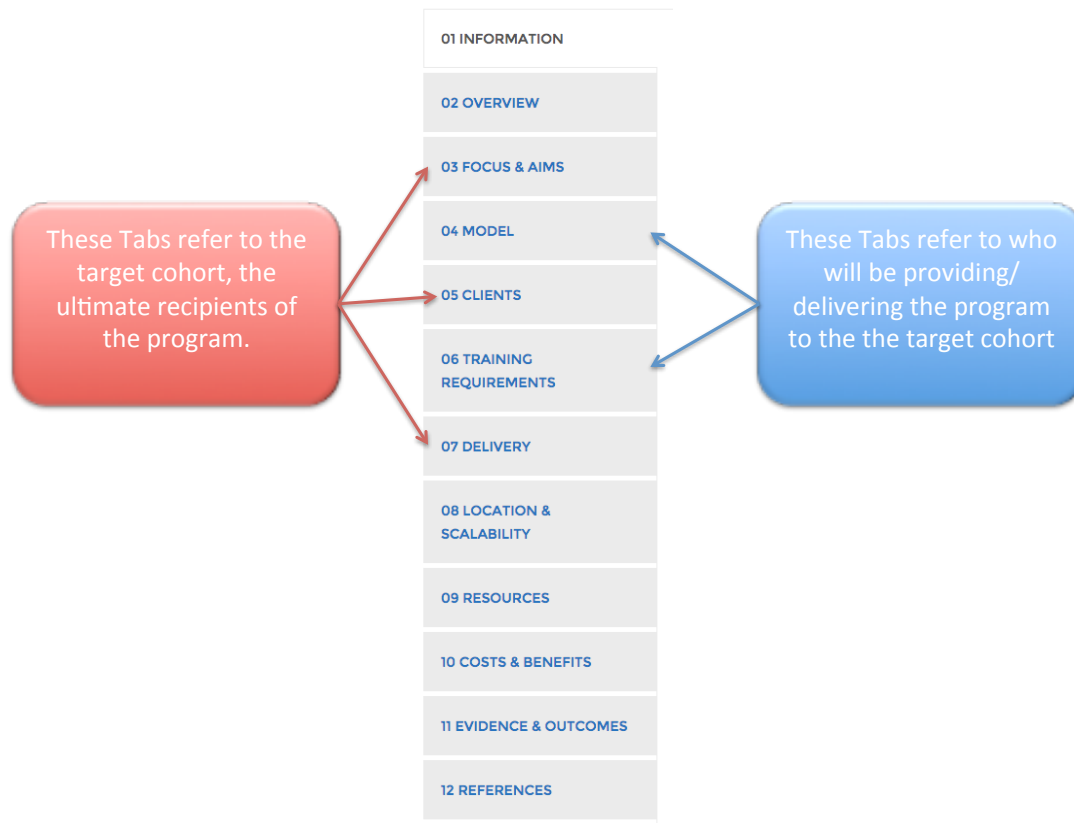 01 INFORMATION
02 OVERVIEW
03 FOCUS & AIMS
These Tabs refer to the
target cohort, the
ultimate recipients of
the program.
04 MODEL
05 CLIENTS
06 TRAINING
REQUIREMENTS
These Tabs refer to who
will be providing/
delivering the program
to the the target cohort
07 DELIVERY
08 LOCATION &
SCALABILITY
09 RESOURCES
10 COSTS & BENEFITS
11 EVIDENCE & OUTCOMES
12 REFERENCES